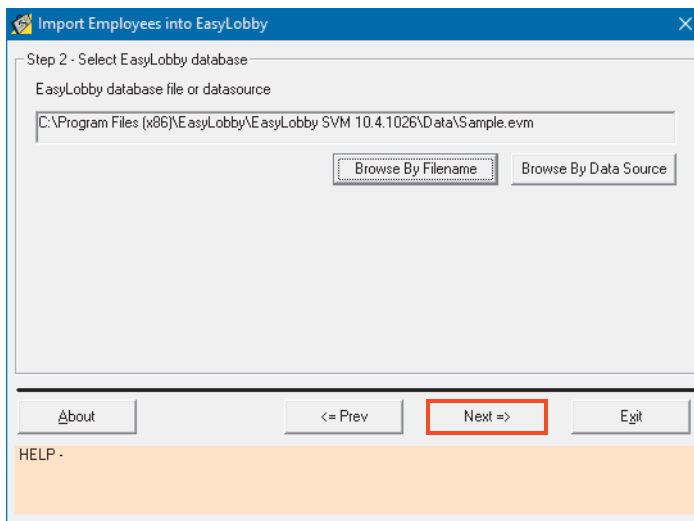 Import Employees into EasyLobby
Step 2 - Select EasyLobby database
EasyLobby database file or datasource
C:\Program Files (x86)\EasyLobby\EasyLobby SVM 10.4.1026\Data\Sample.evm
Browse By Filename Browse By Data Source
About <= Prev Next => Exit
HELP -